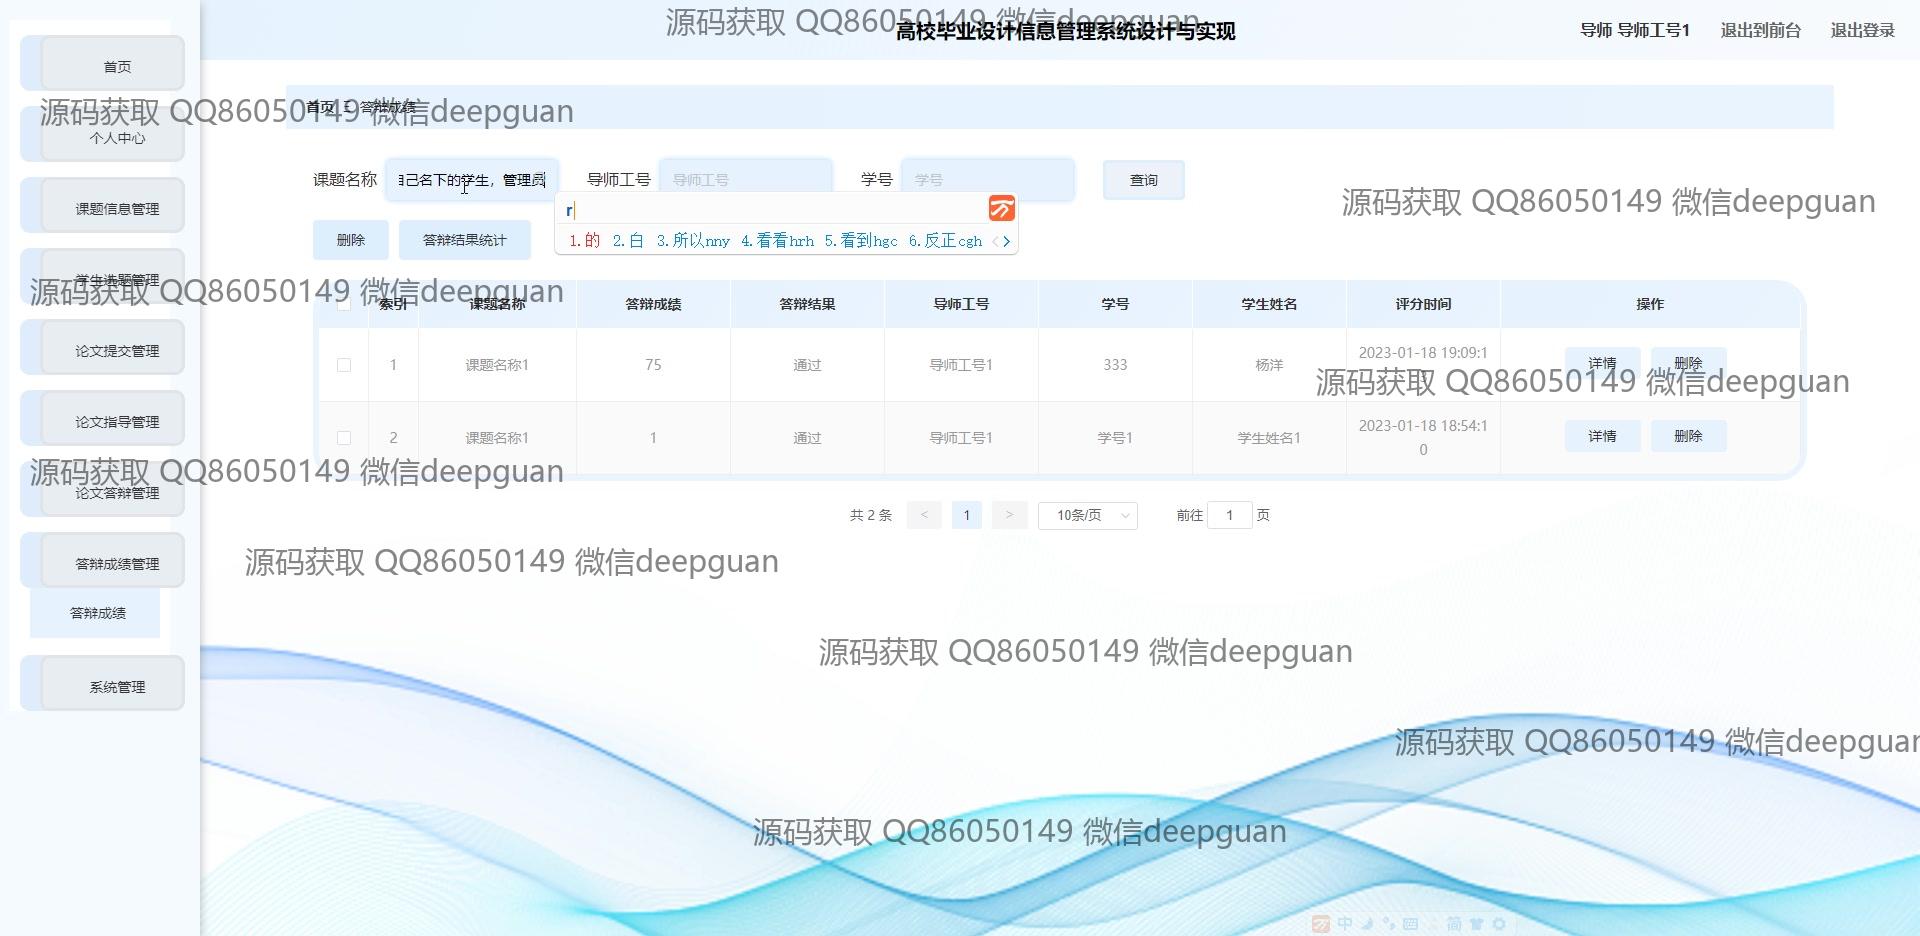 源码获取 QQ86050149 微信deepguan
高校毕业设计信息管理系统设计与实现
导师 导师工号1
退出到前台
退出登录
首页
个人中心
课题信息管理
学生选题管理
论文提交管理
论文指导管理
论文答辩管理
答辩成绩管理
答辩成绩
系统管理
源码获取 QQ86050149 微信deepguan
首页
答辩成绩
课题名称 自己名下的学生，管理员 导师工号 导师工号 学号 学号 查询
源码获取 QQ86050149 微信deepguan
r
1.的 2.白 3.所以nny 4.看看hrh 5.看到hgc 6.反正cgh
删除 答辩结果统计
源码获取 QQ86050149 微信deepguan
索引 课题名称 答辩成绩 答辩结果 导师工号 学号 学生姓名 评分时间 操作
1 课题名称1 75 通过 导师工号1 333 杨洋 2023-01-18 19:09:1 详情 删除
源码获取 QQ86050149 微信deepguan
2 课题名称1 1 通过 导师工号1 学号1 学生姓名1 2023-01-18 18:54:10 详情 删除
源码获取 QQ86050149 微信deepguan
共 2 条 < 1 > 10条/页 前往 1 页
源码获取 QQ86050149 微信deepguan
源码获取 QQ86050149 微信deepguan
源码获取 QQ86050149 微信deepguan
源码获取 QQ86050149 微信deepguan
中 简